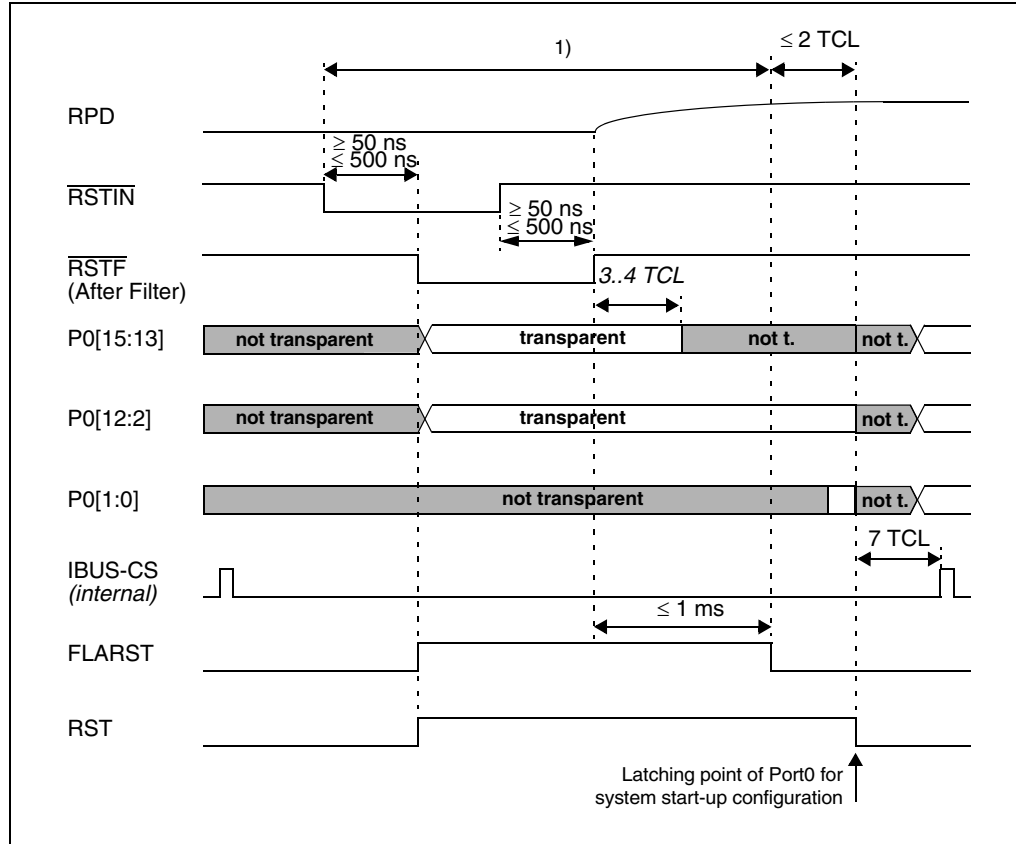 1)
≤ 2 TCL
RPD
≥ 50 ns
≤ 500 ns
RSTIN
≥ 50 ns
≤ 500 ns
RSTF
(After Filter)
3..4 TCL
P0[15:13]
not transparent
transparent
not t.
not t.
P0[12:2]
not transparent
transparent
not t.
P0[1:0]
not transparent
not t.
7 TCL
IBUS-CS
(internal)
≤ 1 ms
FLARST
RST
Latching point of Port0 for
system start-up configuration